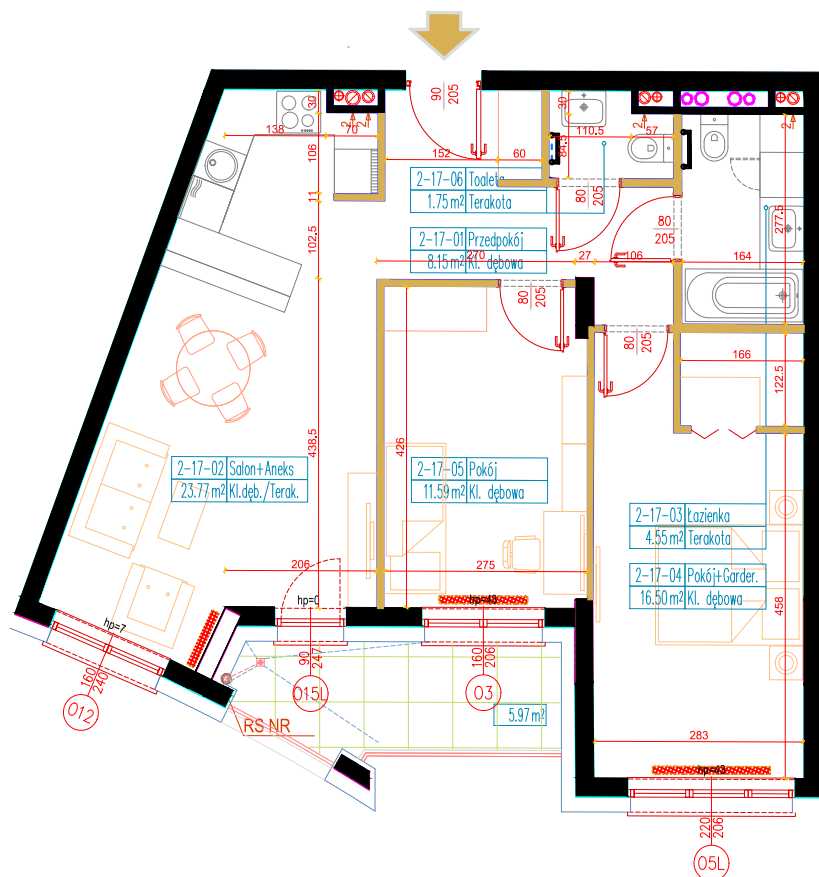 90
205
30
2
2
138
70
106
11
102.5
152
60
30
110.5
57
84.5
2
2
2-17-06 Toaleta
1.75 m² Terakota
80
205
80
205
277.5
164
2-17-01 Przedpokój
8.15 m² Kl. dębowa
270
27
106
80
205
80
205
166
122.5
438.5
426
2-17-02 Salon+Aneks
23.77 m² Kl.dęb./Terak.
2-17-05 Pokój
11.59 m² Kl. dębowa
2-17-03 Łazienka
4.55 m² Terakota
2-17-04 Pokój+Garder.
16.50 m² Kl. dębowa
458
206
275
hp=0
hp=43
hp=7
160
240
O12
90
247
O15L
160
206
O3
5.97 m²
RS NR
283
hp=43
220
206
O5L